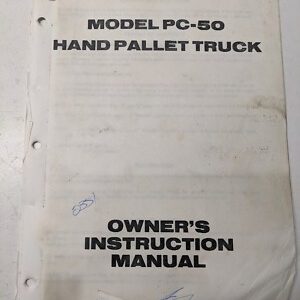 MODEL PC-50
HAND PALLET TRUCK
OWNER'S
INSTRUCTION
MANUAL